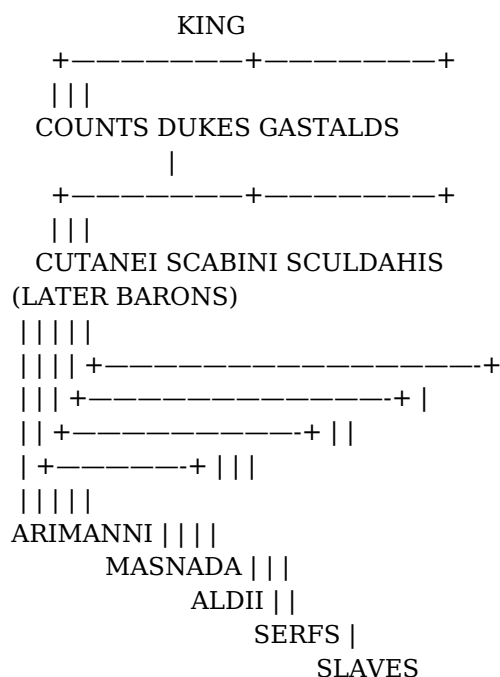 KING
+———————+———————+
| | |
COUNTS DUKES GASTALDS
|
+———————+———————+
| | |
CUTANEI SCABINI SCULDAHIS
(LATER BARONS)
| | | | |
| | | | +————————————————-+
| | | +—————————————-+ |
| | +——————————-+ | |
| +—————-+ | | |
| | | | |
ARIMANNI | | | |
MASNADA | | |
ALDII | |
SERFS |
SLAVES